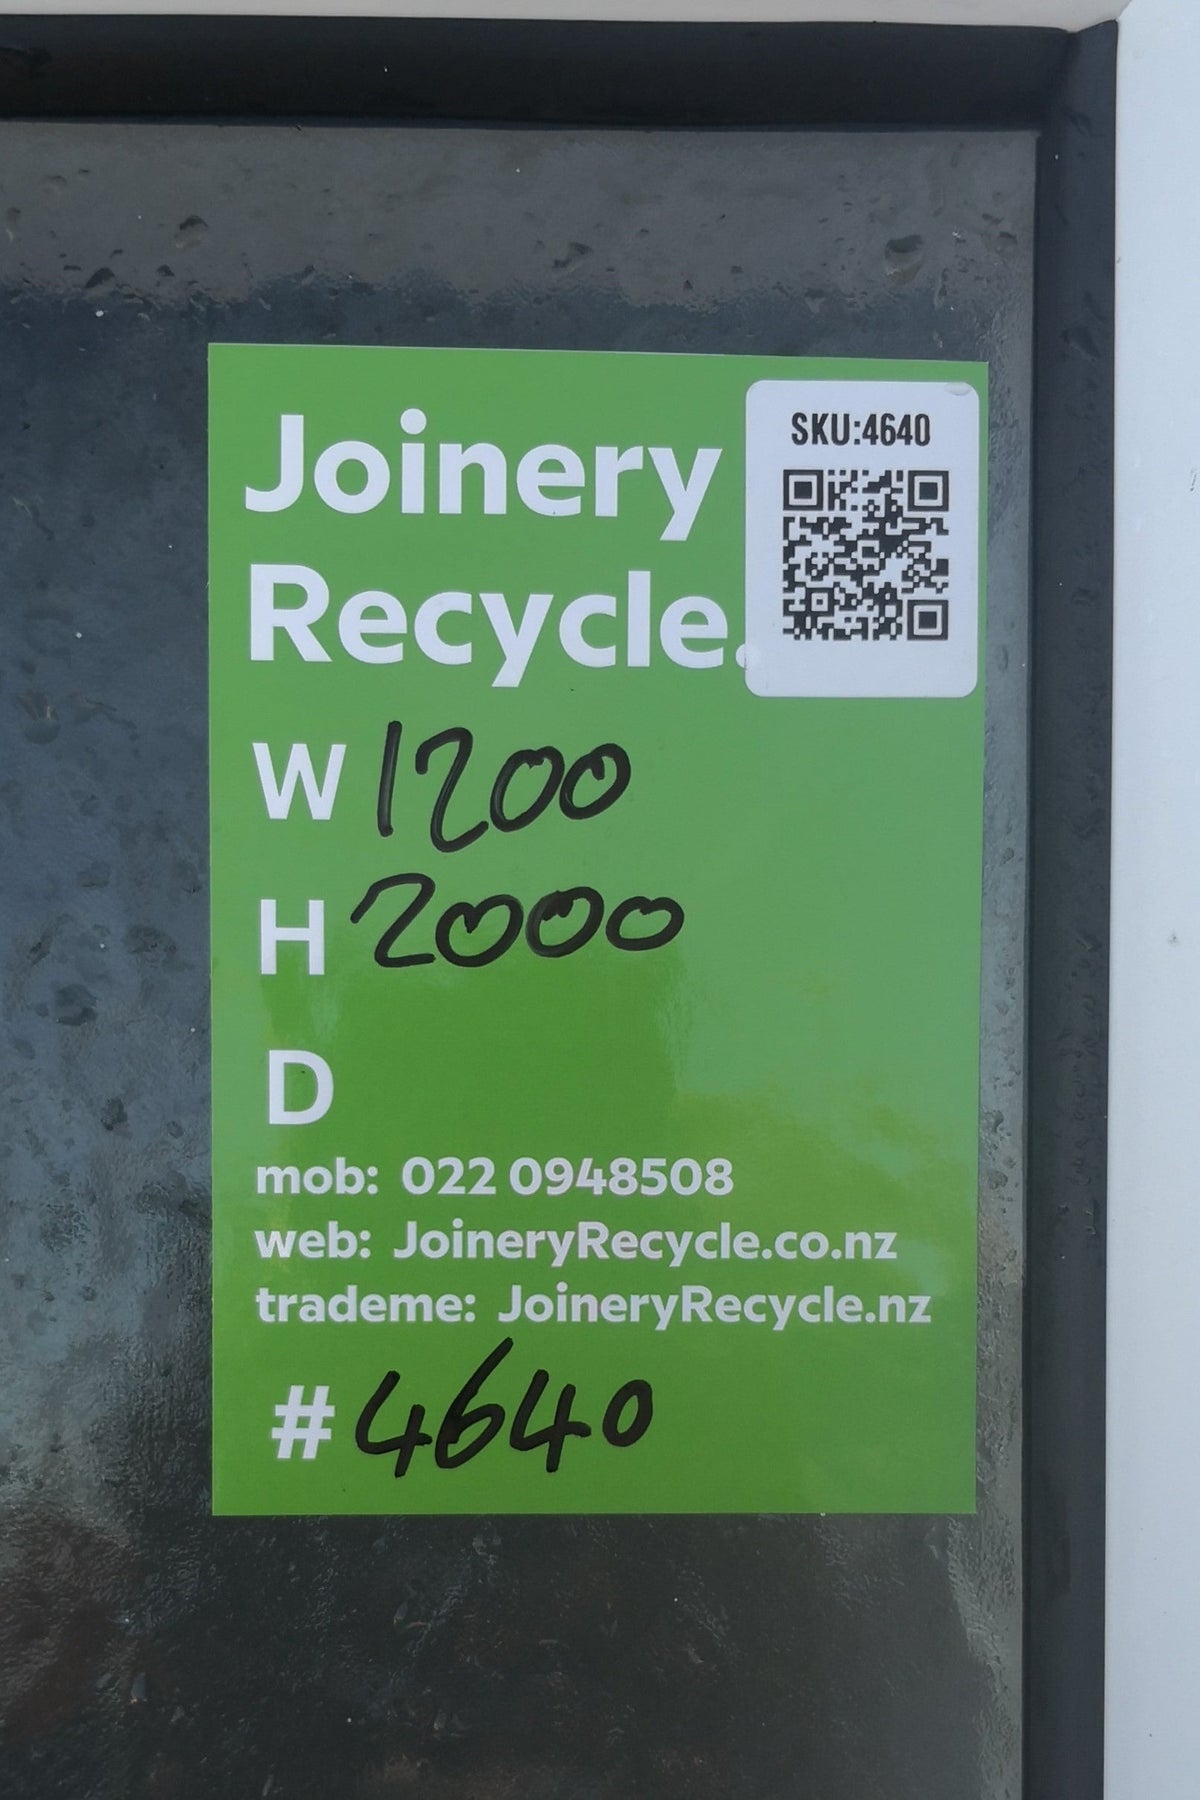 Joinery
SKU:4640
Recycle.
W 1200
H 2000
D
mob: 022 0948508
web: JoineryRecycle.co.nz
trademe: JoineryRecycle.nz
# 4640